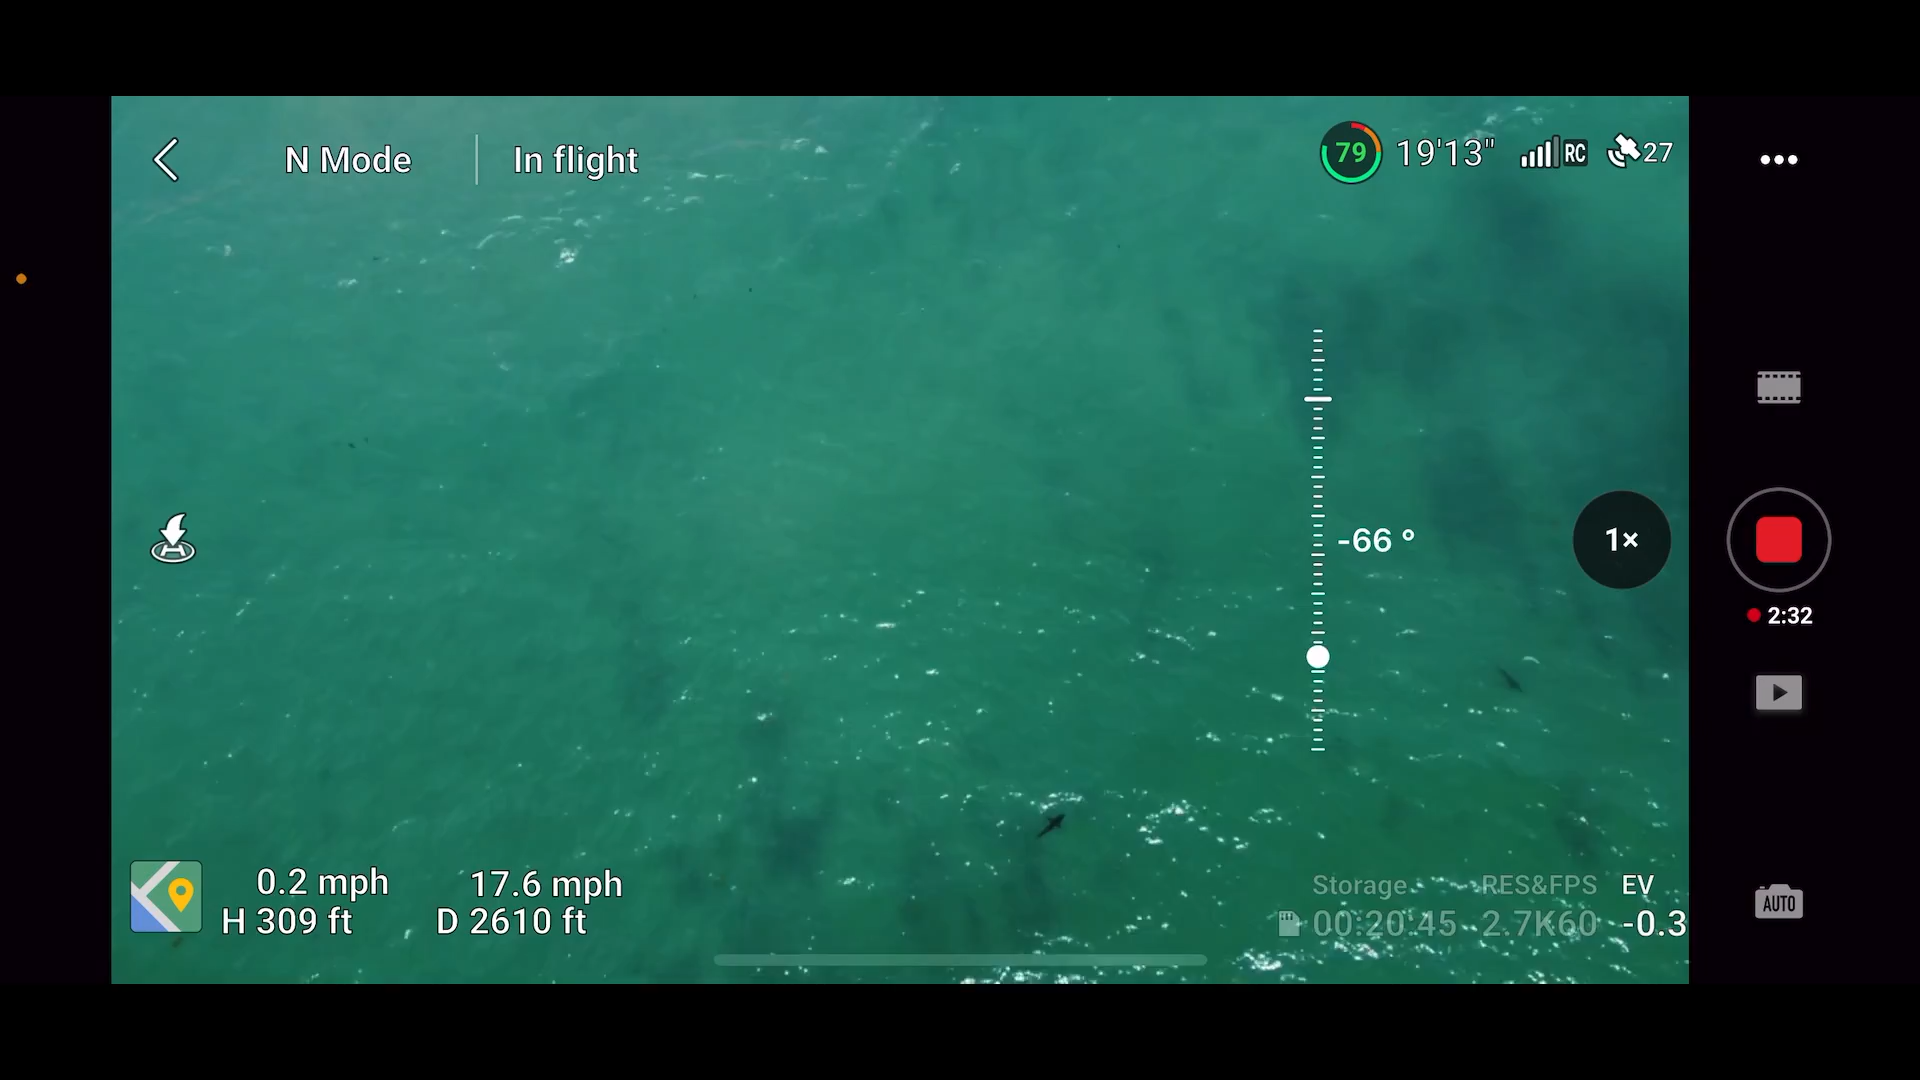 N Mode
In flight
79
19'13"
RC
27
-66 °
1×
2:32
0.2 mph
17.6 mph
H 309 ft
D 2610 ft
Storage
RES&FPS
EV
00:20:45
2.7K60
-0.3
AUTO